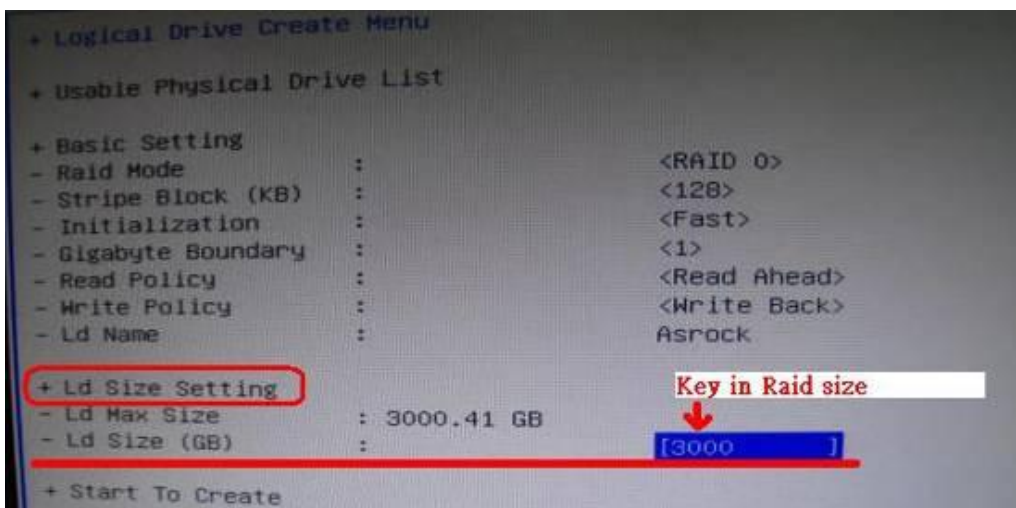 + Logical Drive Create Menu
+ Usable Physical Drive List
+ Basic Setting
- Raid Mode : <RAID 0>
- Stripe Block (KB) : <128>
- Initialization : <Fast>
- Gigabyte Boundary : <1>
- Read Policy : <Read Ahead>
- Write Policy : <Write Back>
- Ld Name : Asrock
+ Ld Size Setting
Key in Raid size
- Ld Max Size : 3000.41 GB
- Ld Size (GB) : [3000 ]
+ Start To Create